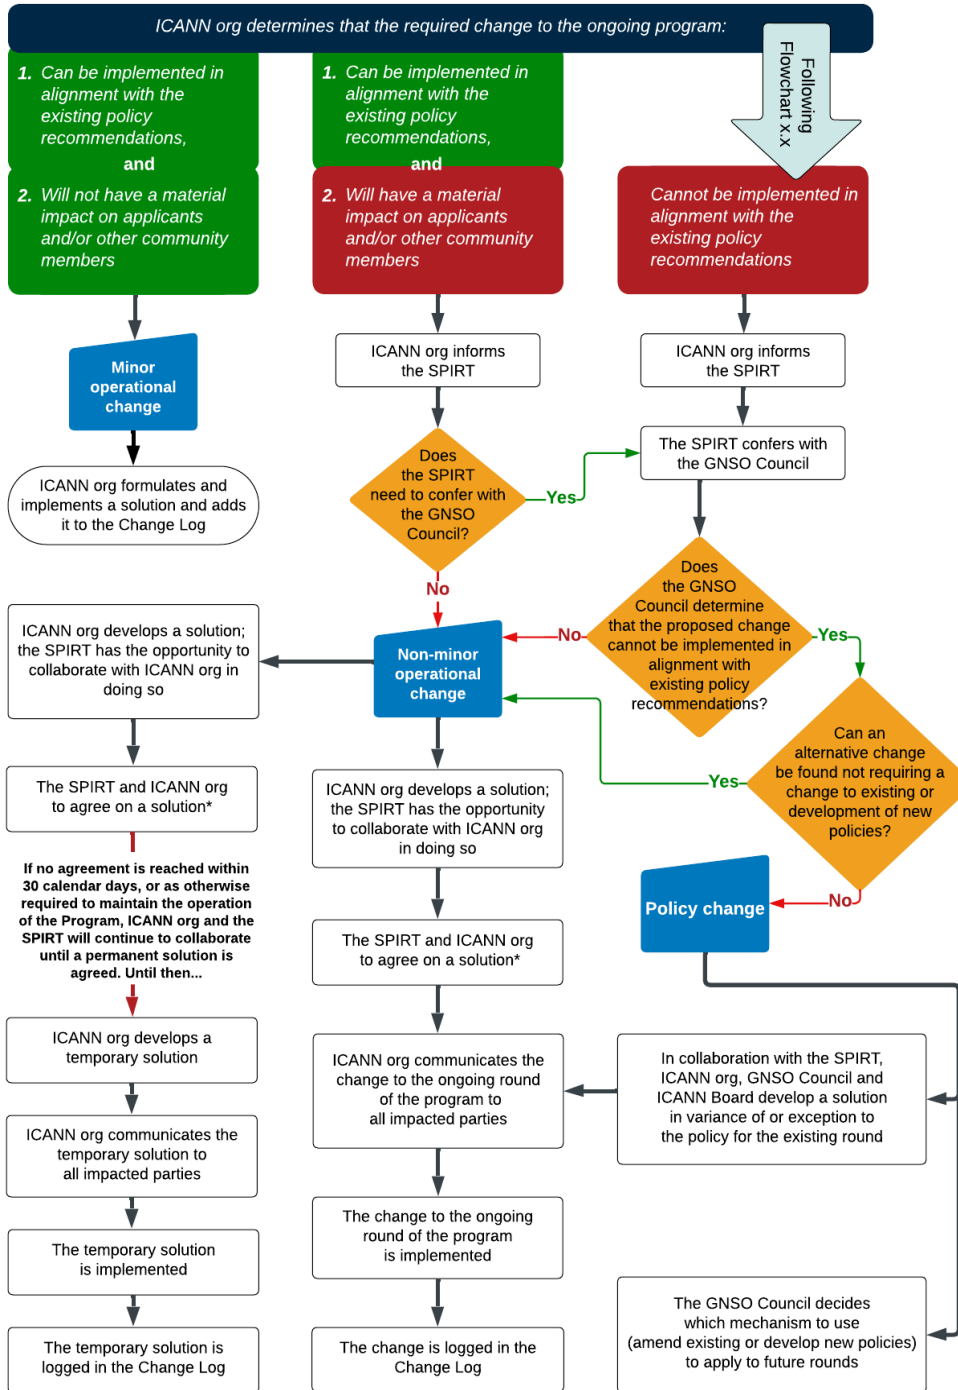 ICANN org determines that the required change to the ongoing program:
Following
Flowchart x.x
1. Can be implemented in
alignment with the
existing policy
recommendations,
and
2. Will not have a material
impact on applicants
and/or other community
members
1. Can be implemented in
alignment with the
existing policy
recommendations,
and
2. Will have a material
impact on applicants
and/or other community
members
Cannot be implemented in
alignment with the
existing policy
recommendations
Minor
operational
change
ICANN org formulates and
implements a solution and adds
it to the Change Log
ICANN org informs
the SPIRT
Does
the SPIRT
need to confer with
the GNSO
Council?
Yes
No
ICANN org informs
the SPIRT
The SPIRT confers with
the GNSO Council
Does
the GNSO
Council determine
that the proposed change
cannot be implemented in
alignment with
existing policy
recommendations?
No
Yes
Can an
alternative change
be found not requiring a
change to existing or
development of new
policies?
Yes
No
Non-minor
operational
change
Policy change
ICANN org develops a solution;
the SPIRT has the opportunity to
collaborate with ICANN org in
doing so
The SPIRT and ICANN org
to agree on a solution*
If no agreement is reached within
30 calendar days, or as otherwise
required to maintain the operation
of the Program, ICANN org and the
SPIRT will continue to collaborate
until a permanent solution is
agreed. Until then...
ICANN org develops a
temporary solution
ICANN org communicates the
temporary solution to
all impacted parties
The temporary solution
is implemented
The temporary solution is
logged in the Change Log
ICANN org develops a solution;
the SPIRT has the opportunity
to collaborate with ICANN org
in doing so
The SPIRT and ICANN org
to agree on a solution*
ICANN org communicates the
change to the ongoing round
of the program to
all impacted parties
The change to the ongoing
round of the program
is implemented
The change is logged in the
Change Log
In collaboration with the SPIRT,
ICANN org, GNSO Council and
ICANN Board develop a solution
in variance of or exception to
the policy for the existing round
The GNSO Council decides
which mechanism to use
(amend existing or develop new policies)
to apply to future rounds